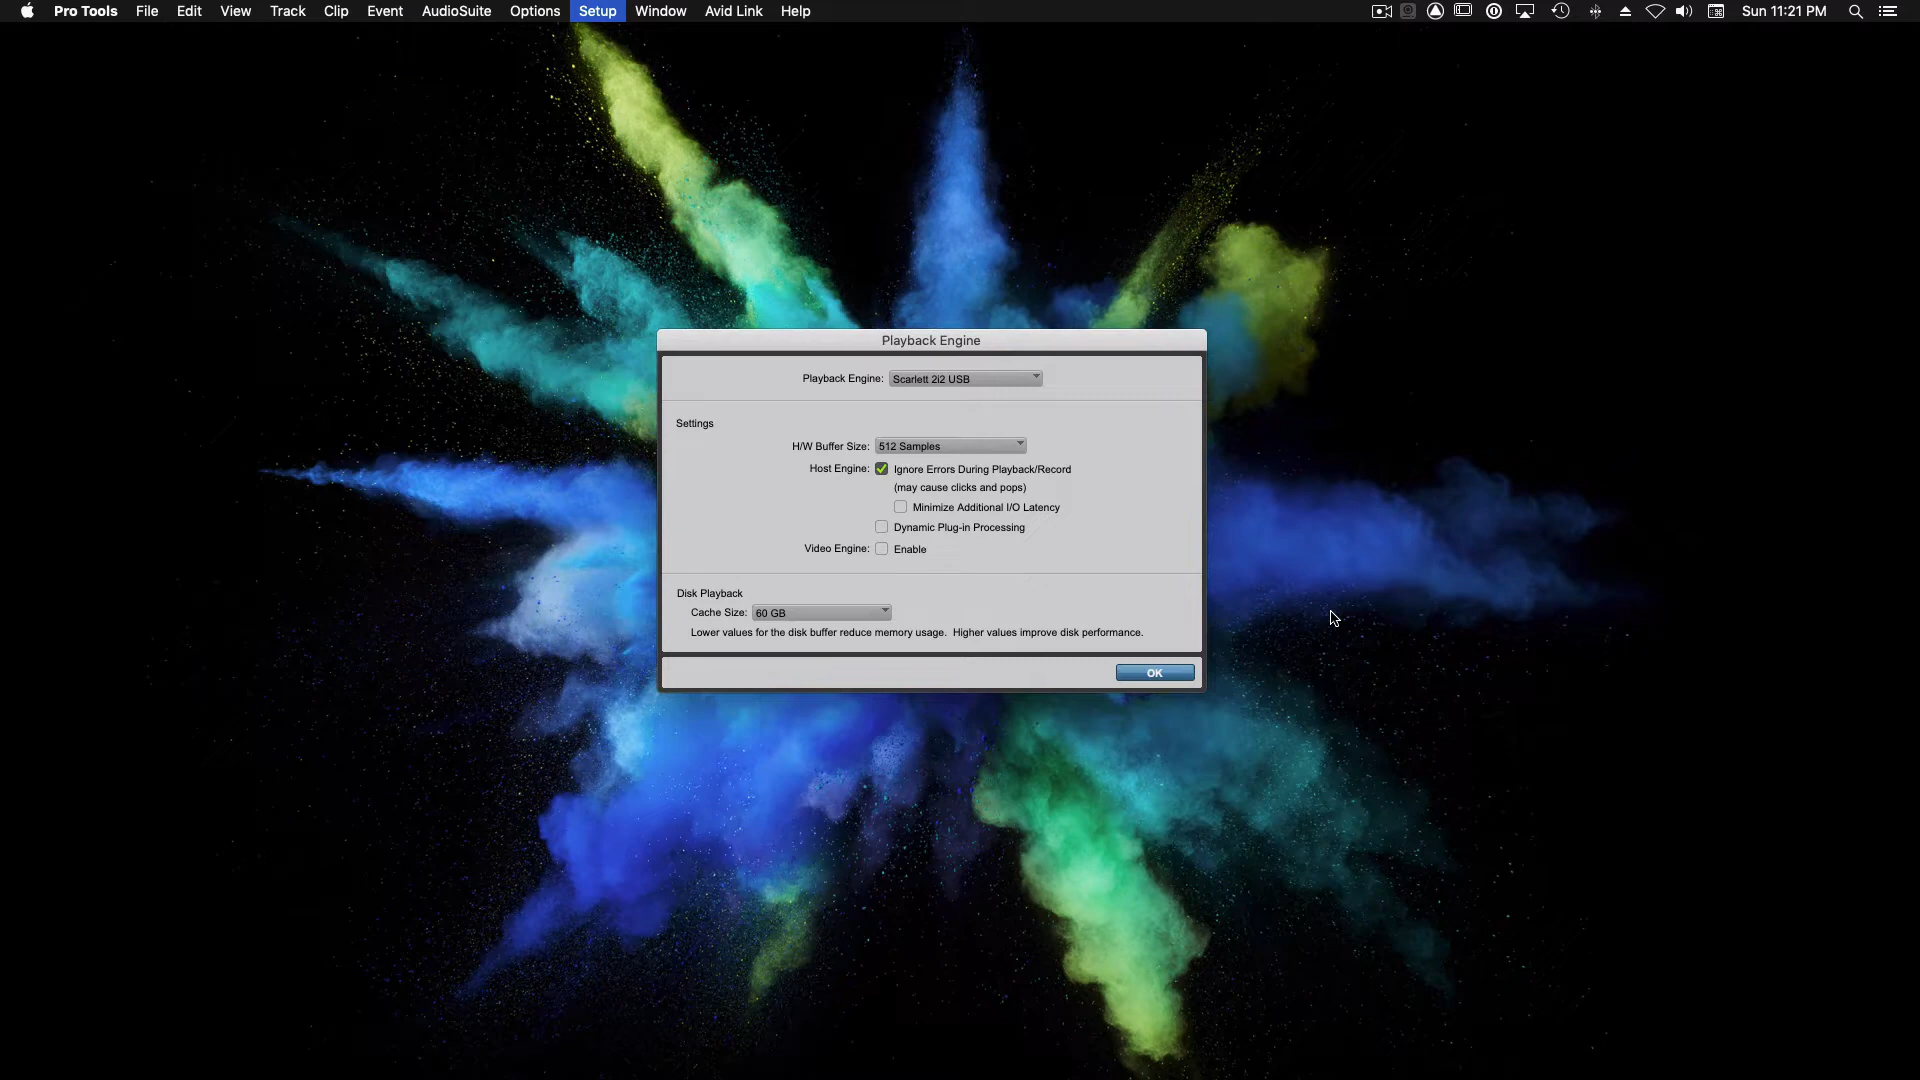 Pro Tools File Edit View Track Clip Event AudioSuite Options Setup Window Avid Link Help Sun 11:21 PM
Playback Engine
Playback Engine: Scarlett 2i2 USB
Settings
H/W Buffer Size: 512 Samples
Host Engine: Ignore Errors During Playback/Record
(may cause clicks and pops)
Minimize Additional I/O Latency
Dynamic Plug-in Processing
Video Engine: Enable
Disk Playback
Cache Size: 60 GB
Lower values for the disk buffer reduce memory usage. Higher values improve disk performance.
OK